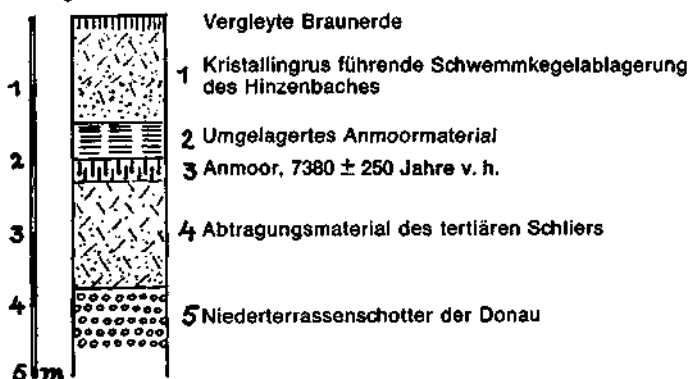 Vergleyte Braunerde
1 Kristallingrus führende Schwemmkegelablagerung
des Hinzenbaches
2 Umgelagertes Anmoormaterial
3 Anmoor, 7380 ± 250 Jahre v. h.
4 Abtragungsmaterial des tertiären Schliers
5 Niederterrassenschotter der Donau
1
2
3
4
5 m